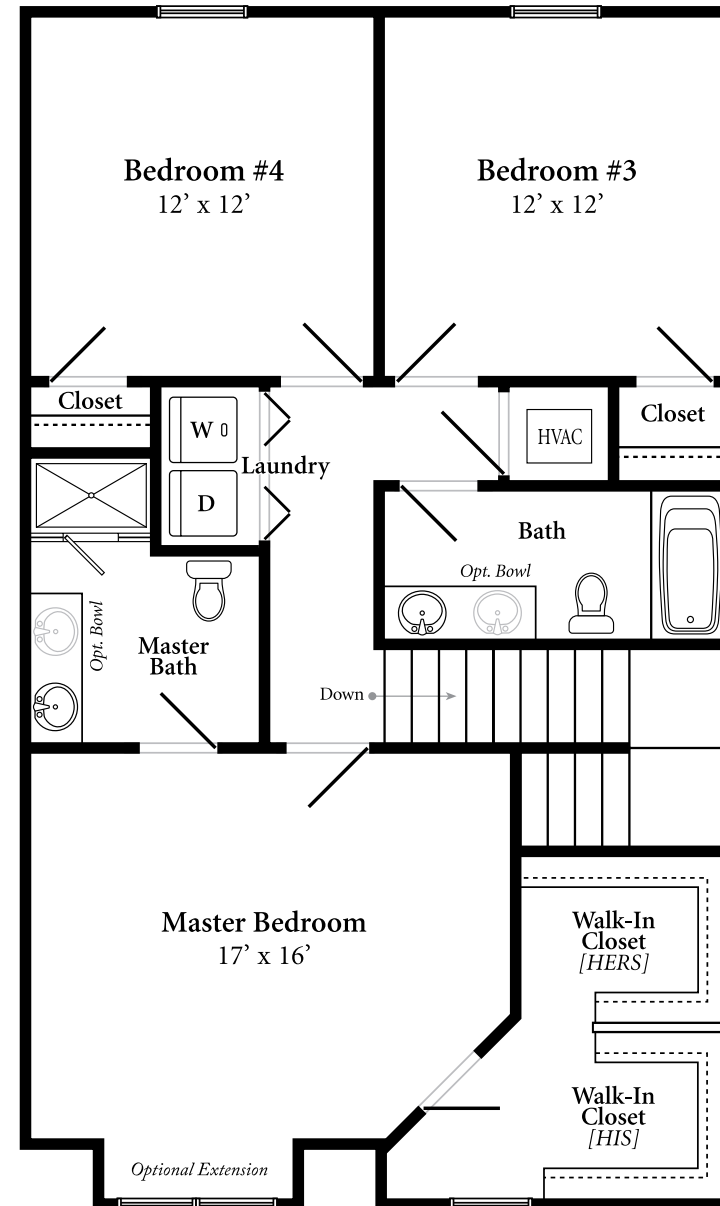 Bedroom #4
12’ x 12’
Bedroom #3
12’ x 12’
Closet
W
HVAC
Closet
Laundry
D
Bath
Opt. Bowl
Opt. Bowl
Master
Bath
Down
Master Bedroom
17’ x 16’
Walk-In
Closet
[HERS]
Walk-In
Closet
[HIS]
Optional Extension